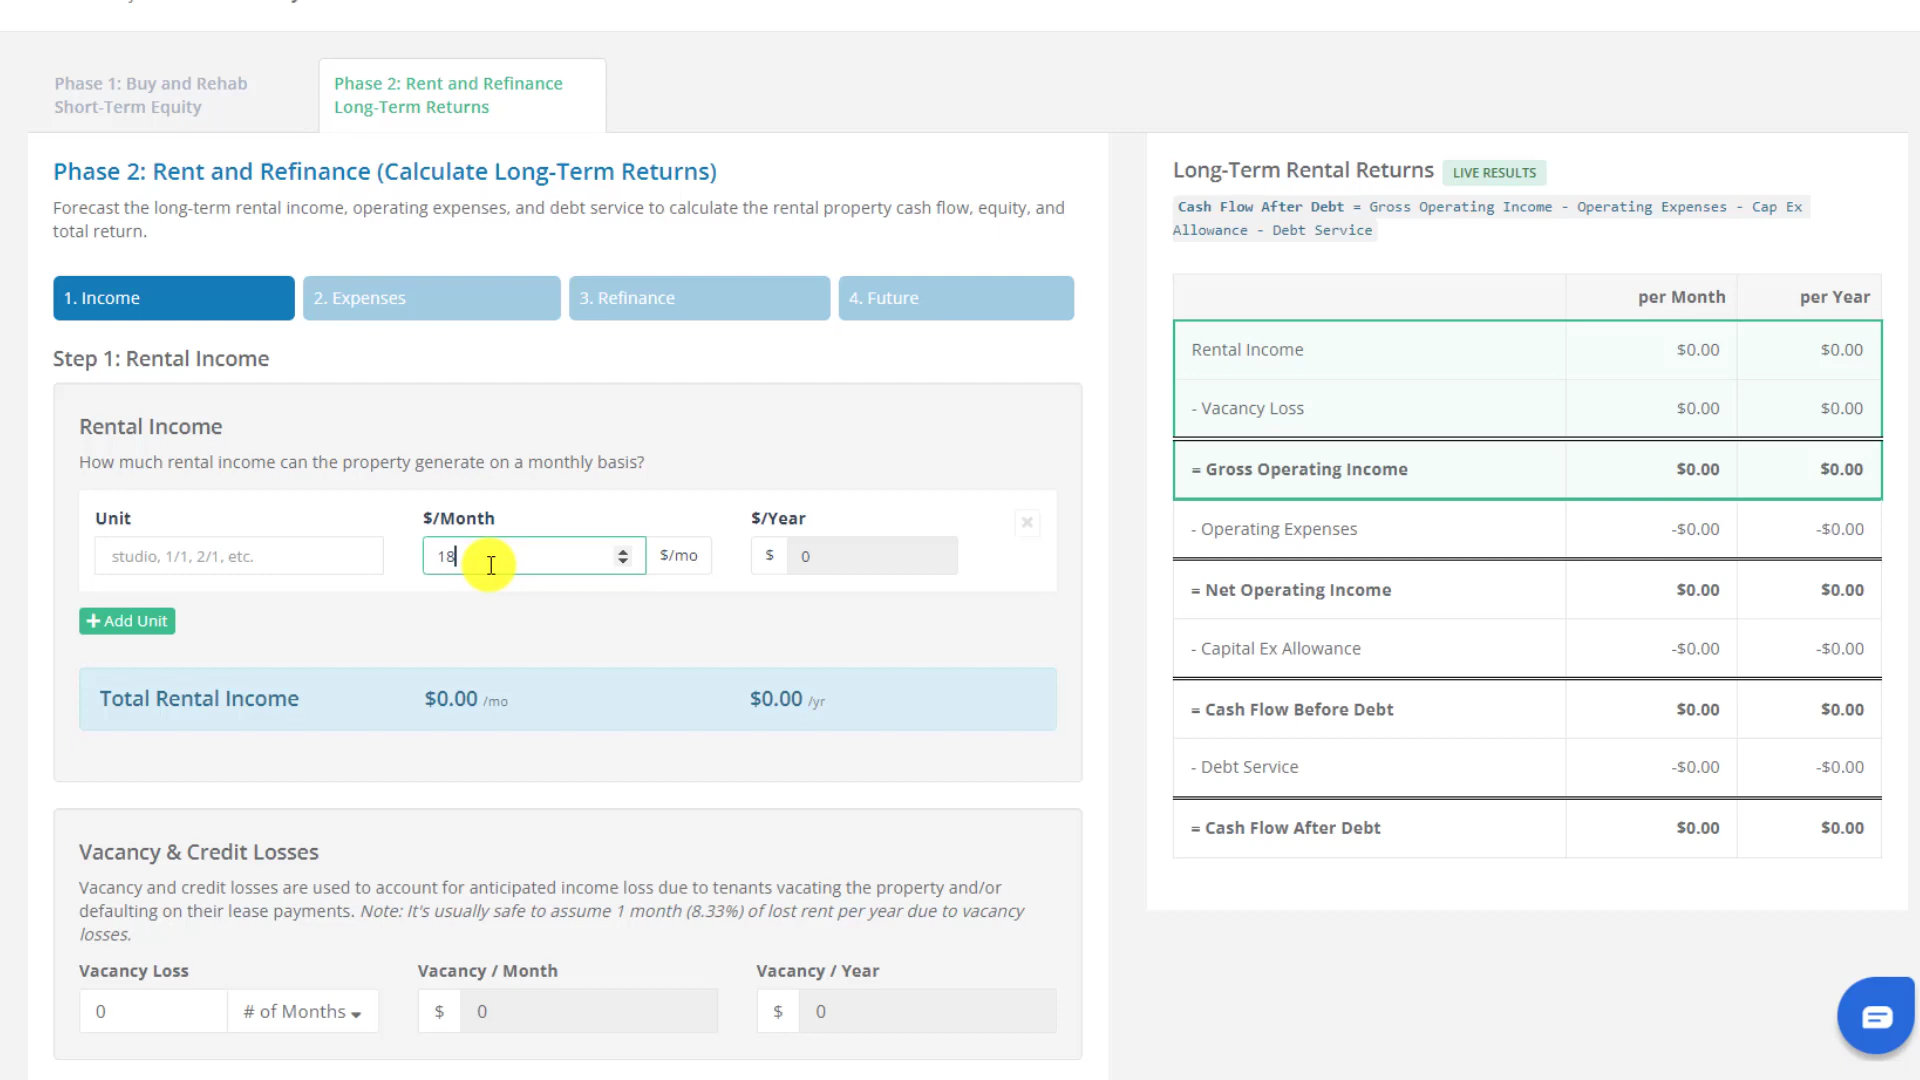 Phase 1: Buy and Rehab
Short-Term Equity
Phase 2: Rent and Refinance
Long-Term Returns
Phase 2: Rent and Refinance (Calculate Long-Term Returns)
Forecast the long-term rental income, operating expenses, and debt service to calculate the rental property cash flow, equity, and
total return.
1. Income
2. Expenses
3. Refinance
4. Future
Step 1: Rental Income
Rental Income
How much rental income can the property generate on a monthly basis?
Unit $/Month $/Year
studio, 1/1, 2/1, etc. 18 $/mo $ 0
Add Unit
Total Rental Income $0.00 /mo $0.00 /yr
Vacancy & Credit Losses
Vacancy and credit losses are used to account for anticipated income loss due to tenants vacating the property and/or
defaulting on their lease payments. Note: It's usually safe to assume 1 month (8.33%) of lost rent per year due to vacancy
losses.
Vacancy Loss Vacancy / Month Vacancy / Year
0 # of Months $ 0 $ 0
Long-Term Rental Returns LIVE RESULTS
Cash Flow After Debt = Gross Operating Income - Operating Expenses - Cap Ex
Allowance - Debt Service
per Month per Year
Rental Income $0.00 $0.00
- Vacancy Loss $0.00 $0.00
= Gross Operating Income $0.00 $0.00
- Operating Expenses -$0.00 -$0.00
= Net Operating Income $0.00 $0.00
- Capital Ex Allowance -$0.00 -$0.00
= Cash Flow Before Debt $0.00 $0.00
- Debt Service -$0.00 -$0.00
= Cash Flow After Debt $0.00 $0.00